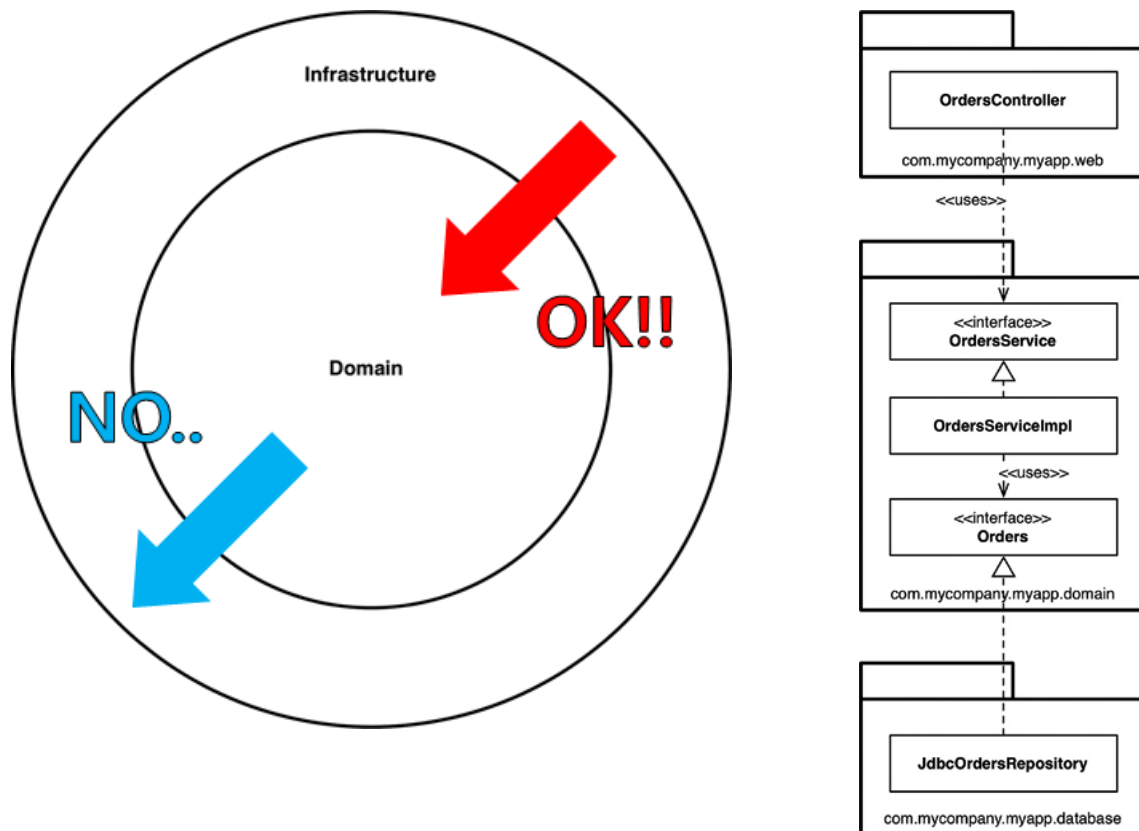 Infrastructure
OK!!
Domain
NO..
OrdersController
com.mycompany.myapp.web
<<uses>>
<<interface>>
OrdersService
OrdersServiceImpl
<<uses>>
<<interface>>
Orders
com.mycompany.myapp.domain
JdbcOrdersRepository
com.mycompany.myapp.database